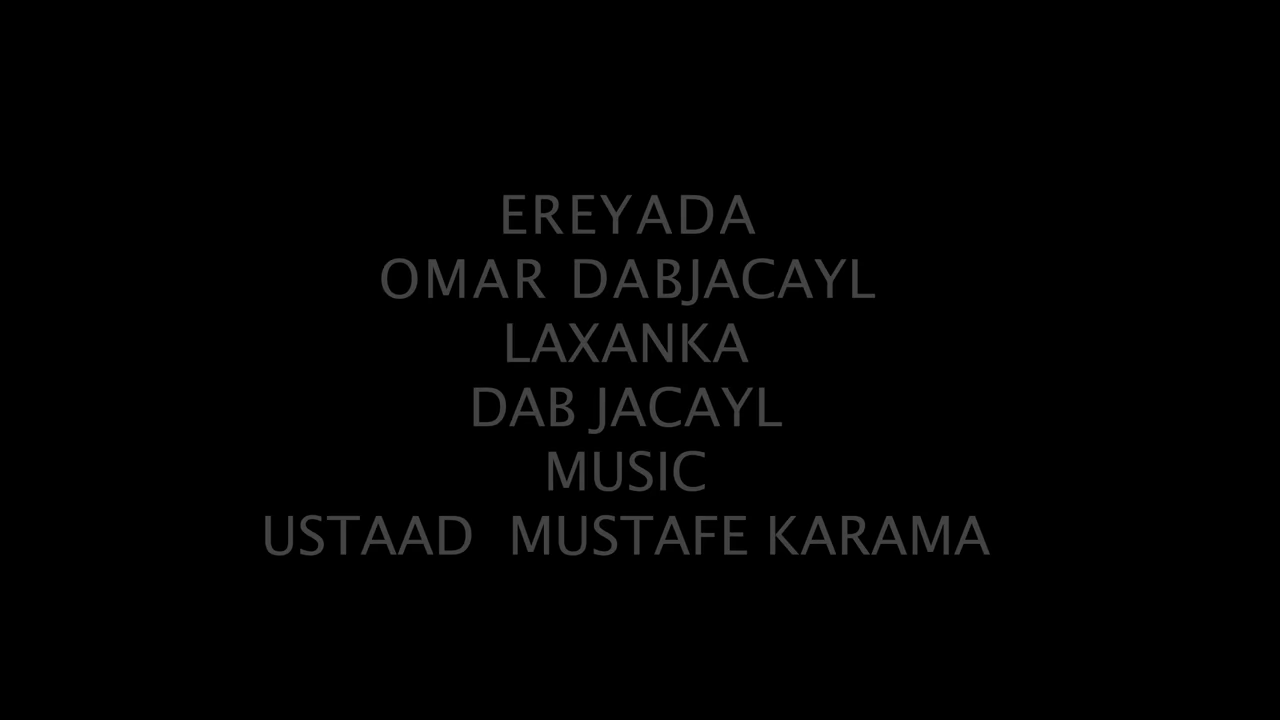 EREYADA
OMAR DABJACAYL
LAXANKA
DAB JACAYL
MUSIC
USTAAD MUSTAFE KARAMA